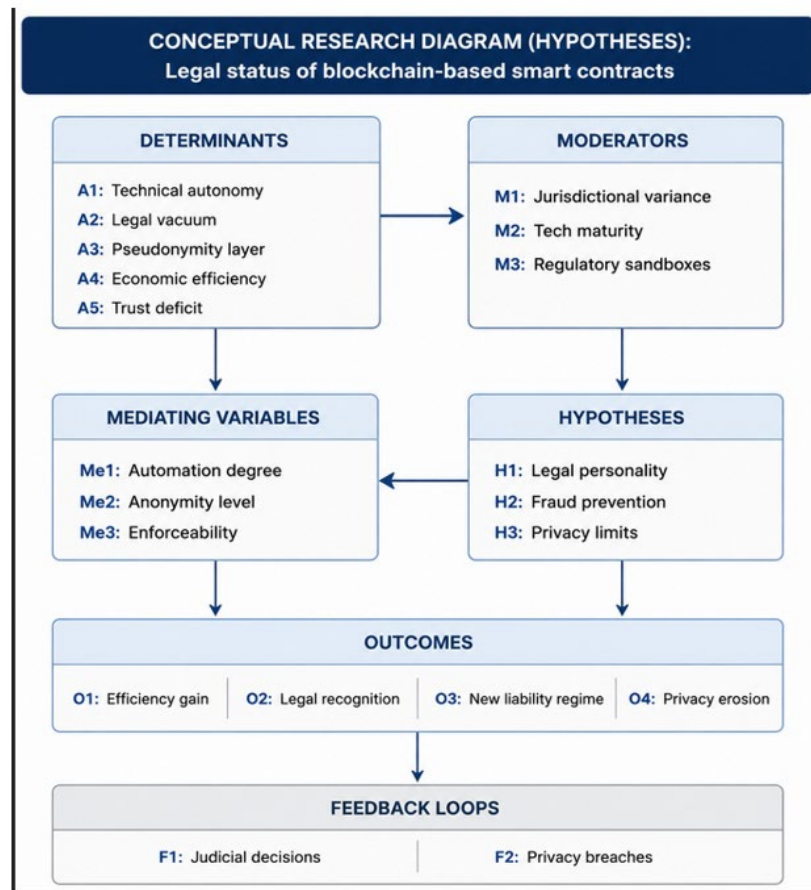 CONCEPTUAL RESEARCH DIAGRAM (HYPOTHESES):
Legal status of blockchain-based smart contracts
DETERMINANTS
A1: Technical autonomy
A2: Legal vacuum
A3: Pseudonymity layer
A4: Economic efficiency
A5: Trust deficit
MODERATORS
M1: Jurisdictional variance
M2: Tech maturity
M3: Regulatory sandboxes
MEDIATING VARIABLES
Me1: Automation degree
Me2: Anonymity level
Me3: Enforceability
HYPOTHESES
H1: Legal personality
H2: Fraud prevention
H3: Privacy limits
OUTCOMES
O1: Efficiency gain
O2: Legal recognition
O3: New liability regime
O4: Privacy erosion
FEEDBACK LOOPS
F1: Judicial decisions
F2: Privacy breaches